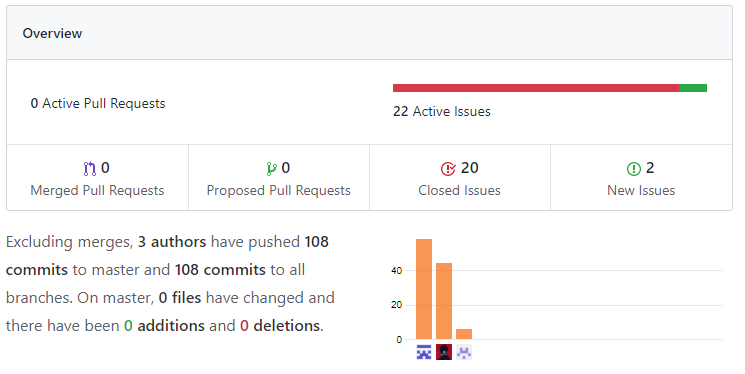 Overview
0 Active Pull Requests
22 Active Issues
0
Merged Pull Requests
0
Proposed Pull Requests
20
Closed Issues
2
New Issues
Excluding merges, 3 authors have pushed 108
commits to master and 108 commits to all
branches. On master, 0 files have changed and
there have been 0 additions and 0 deletions.
40
20
0